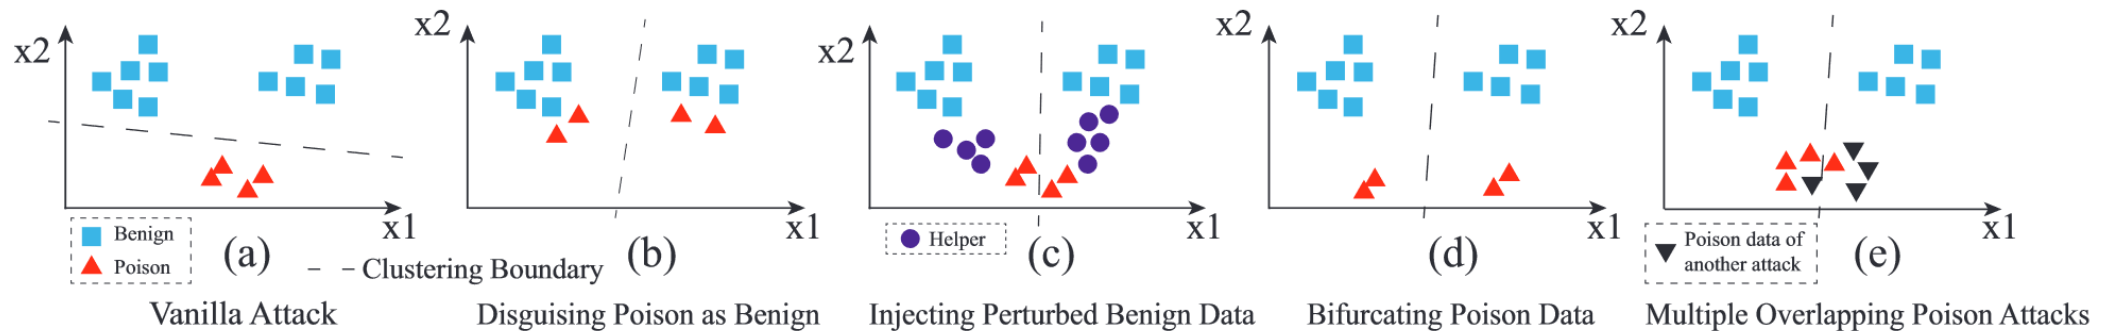 x2
x1
Benign
Poison
(a)
Clustering Boundary
Vanilla Attack
x2
x1
(b)
Disguising Poison as Benign
x2
x1
Helper
(c)
Injecting Perturbed Benign Data
x2
x1
(d)
Bifurcating Poison Data
x2
x1
Poison data of
another attack
(e)
Multiple Overlapping Poison Attacks